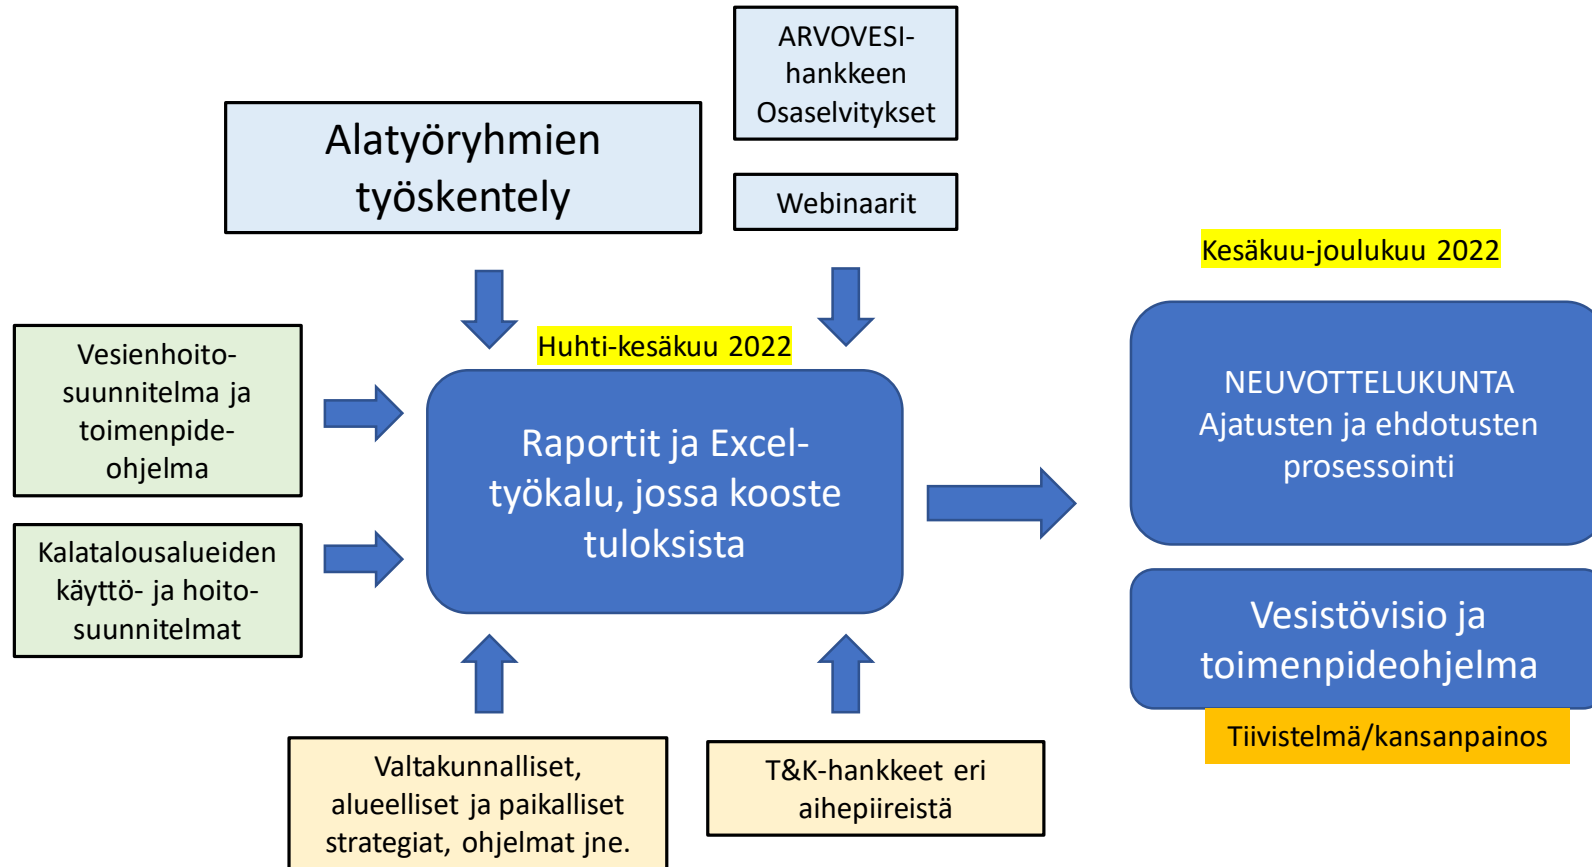 ARVOVESI-
hankkeen
Osaselvitykset
Alatyöryhmien
työskentely
Webinaarit
Kesäkuu-joulukuu 2022
Huhti-kesäkuu 2022
Vesienhoito-
suunnitelma ja
toimenpide-
ohjelma
Kalatalousalueiden
käyttö- ja hoito-
suunnitelmat
Raportit ja Excel-
työkalu, jossa kooste
tuloksista
NEUVOTTELUKUNTA
Ajatusten ja ehdotusten
prosessointi
Vesistövisio ja
toimenpideohjelma
Tiivistelmä/kansanpainos
Valtakunnalliset,
alueelliset ja paikalliset
strategiat, ohjelmat jne.
T&K-hankkeet eri
aihepiireistä